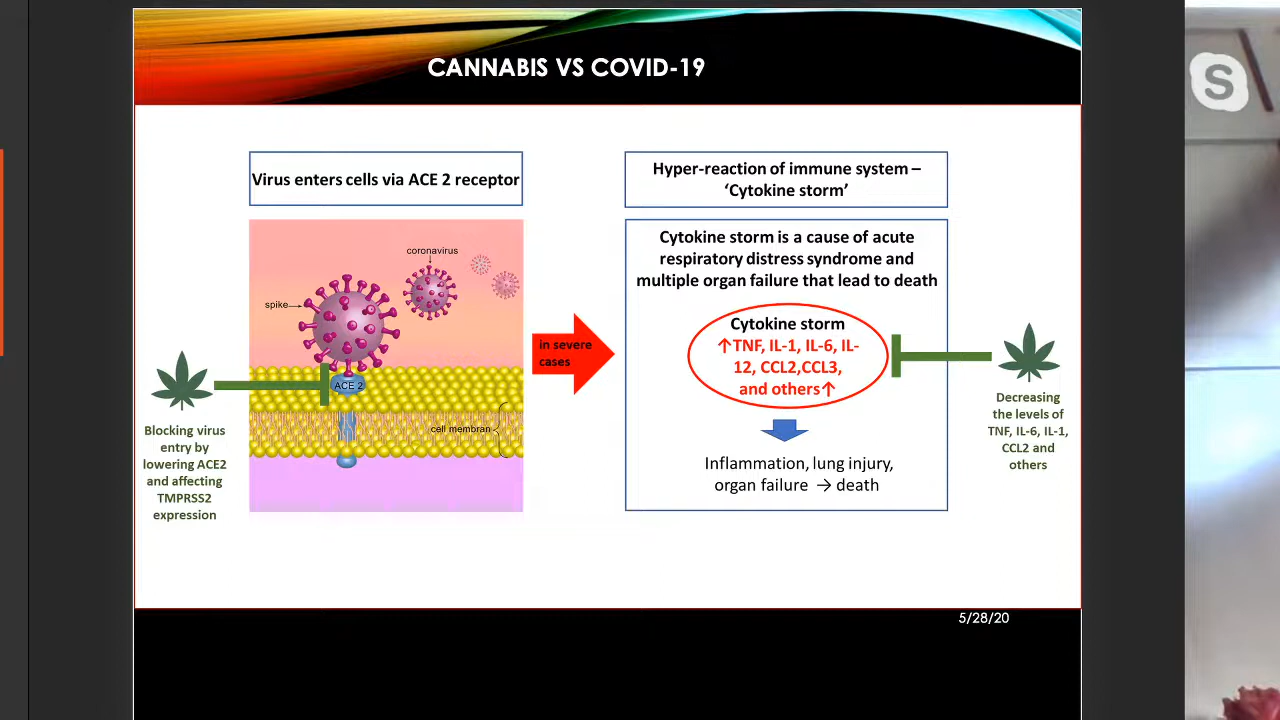 CANNABIS VS COVID-19
Virus enters cells via ACE 2 receptor
coronavirus
spike
ACE 2
cell membran
Blocking virus
entry by
lowering ACE2
and affecting
TMPRSS2
expression
in severe
cases
Hyper-reaction of immune system –
‘Cytokine storm’
Cytokine storm is a cause of acute
respiratory distress syndrome and
multiple organ failure that lead to death
Cytokine storm
↑TNF, IL-1, IL-6, IL-
12, CCL2,CCL3,
and others↑
Inflammation, lung injury,
organ failure → death
Decreasing
the levels of
TNF, IL-6, IL-1,
CCL2 and
others
5/28/20
S